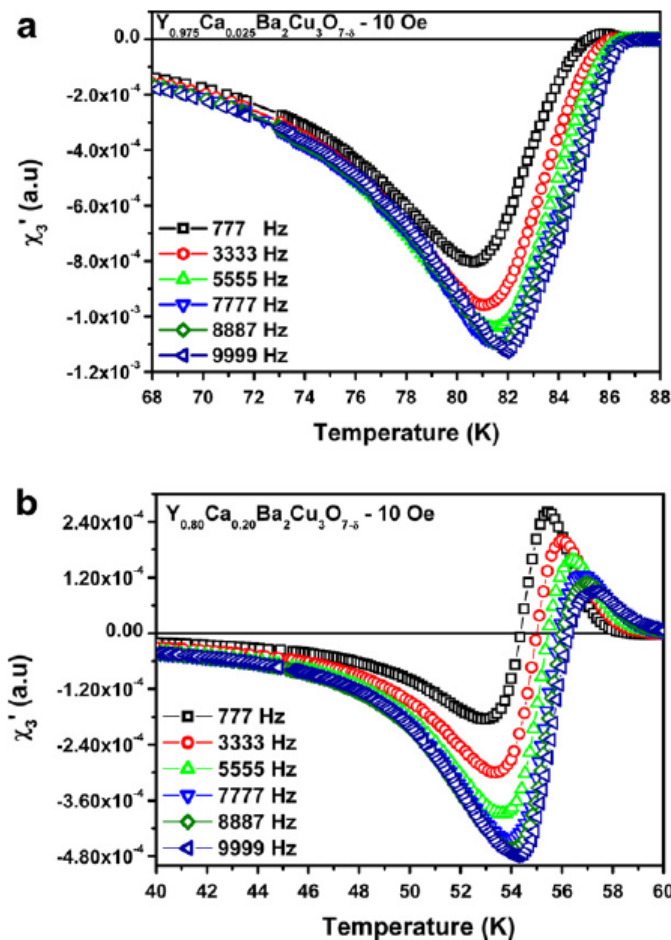 a
Y0.975Ca0.025Ba2Cu3O7-δ - 10 Oe
0.0
-2.0x10-4
-4.0x10-4
-6.0x10-4
-8.0x10-4
-1.0x10-3
-1.2x10-3
χ3' (a.u)
777 Hz
3333 Hz
5555 Hz
7777 Hz
8887 Hz
9999 Hz
68 70 72 74 76 78 80 82 84 86 88
Temperature (K)
b
Y0.80Ca0.20Ba2Cu3O7-δ - 10 Oe
2.40x10-4
1.20x10-4
0.00
-1.20x10-4
-2.40x10-4
-3.60x10-4
-4.80x10-4
χ3' (a.u)
777 Hz
3333 Hz
5555 Hz
7777 Hz
8887 Hz
9999 Hz
40 42 44 46 48 50 52 54 56 58 60
Temperature (K)